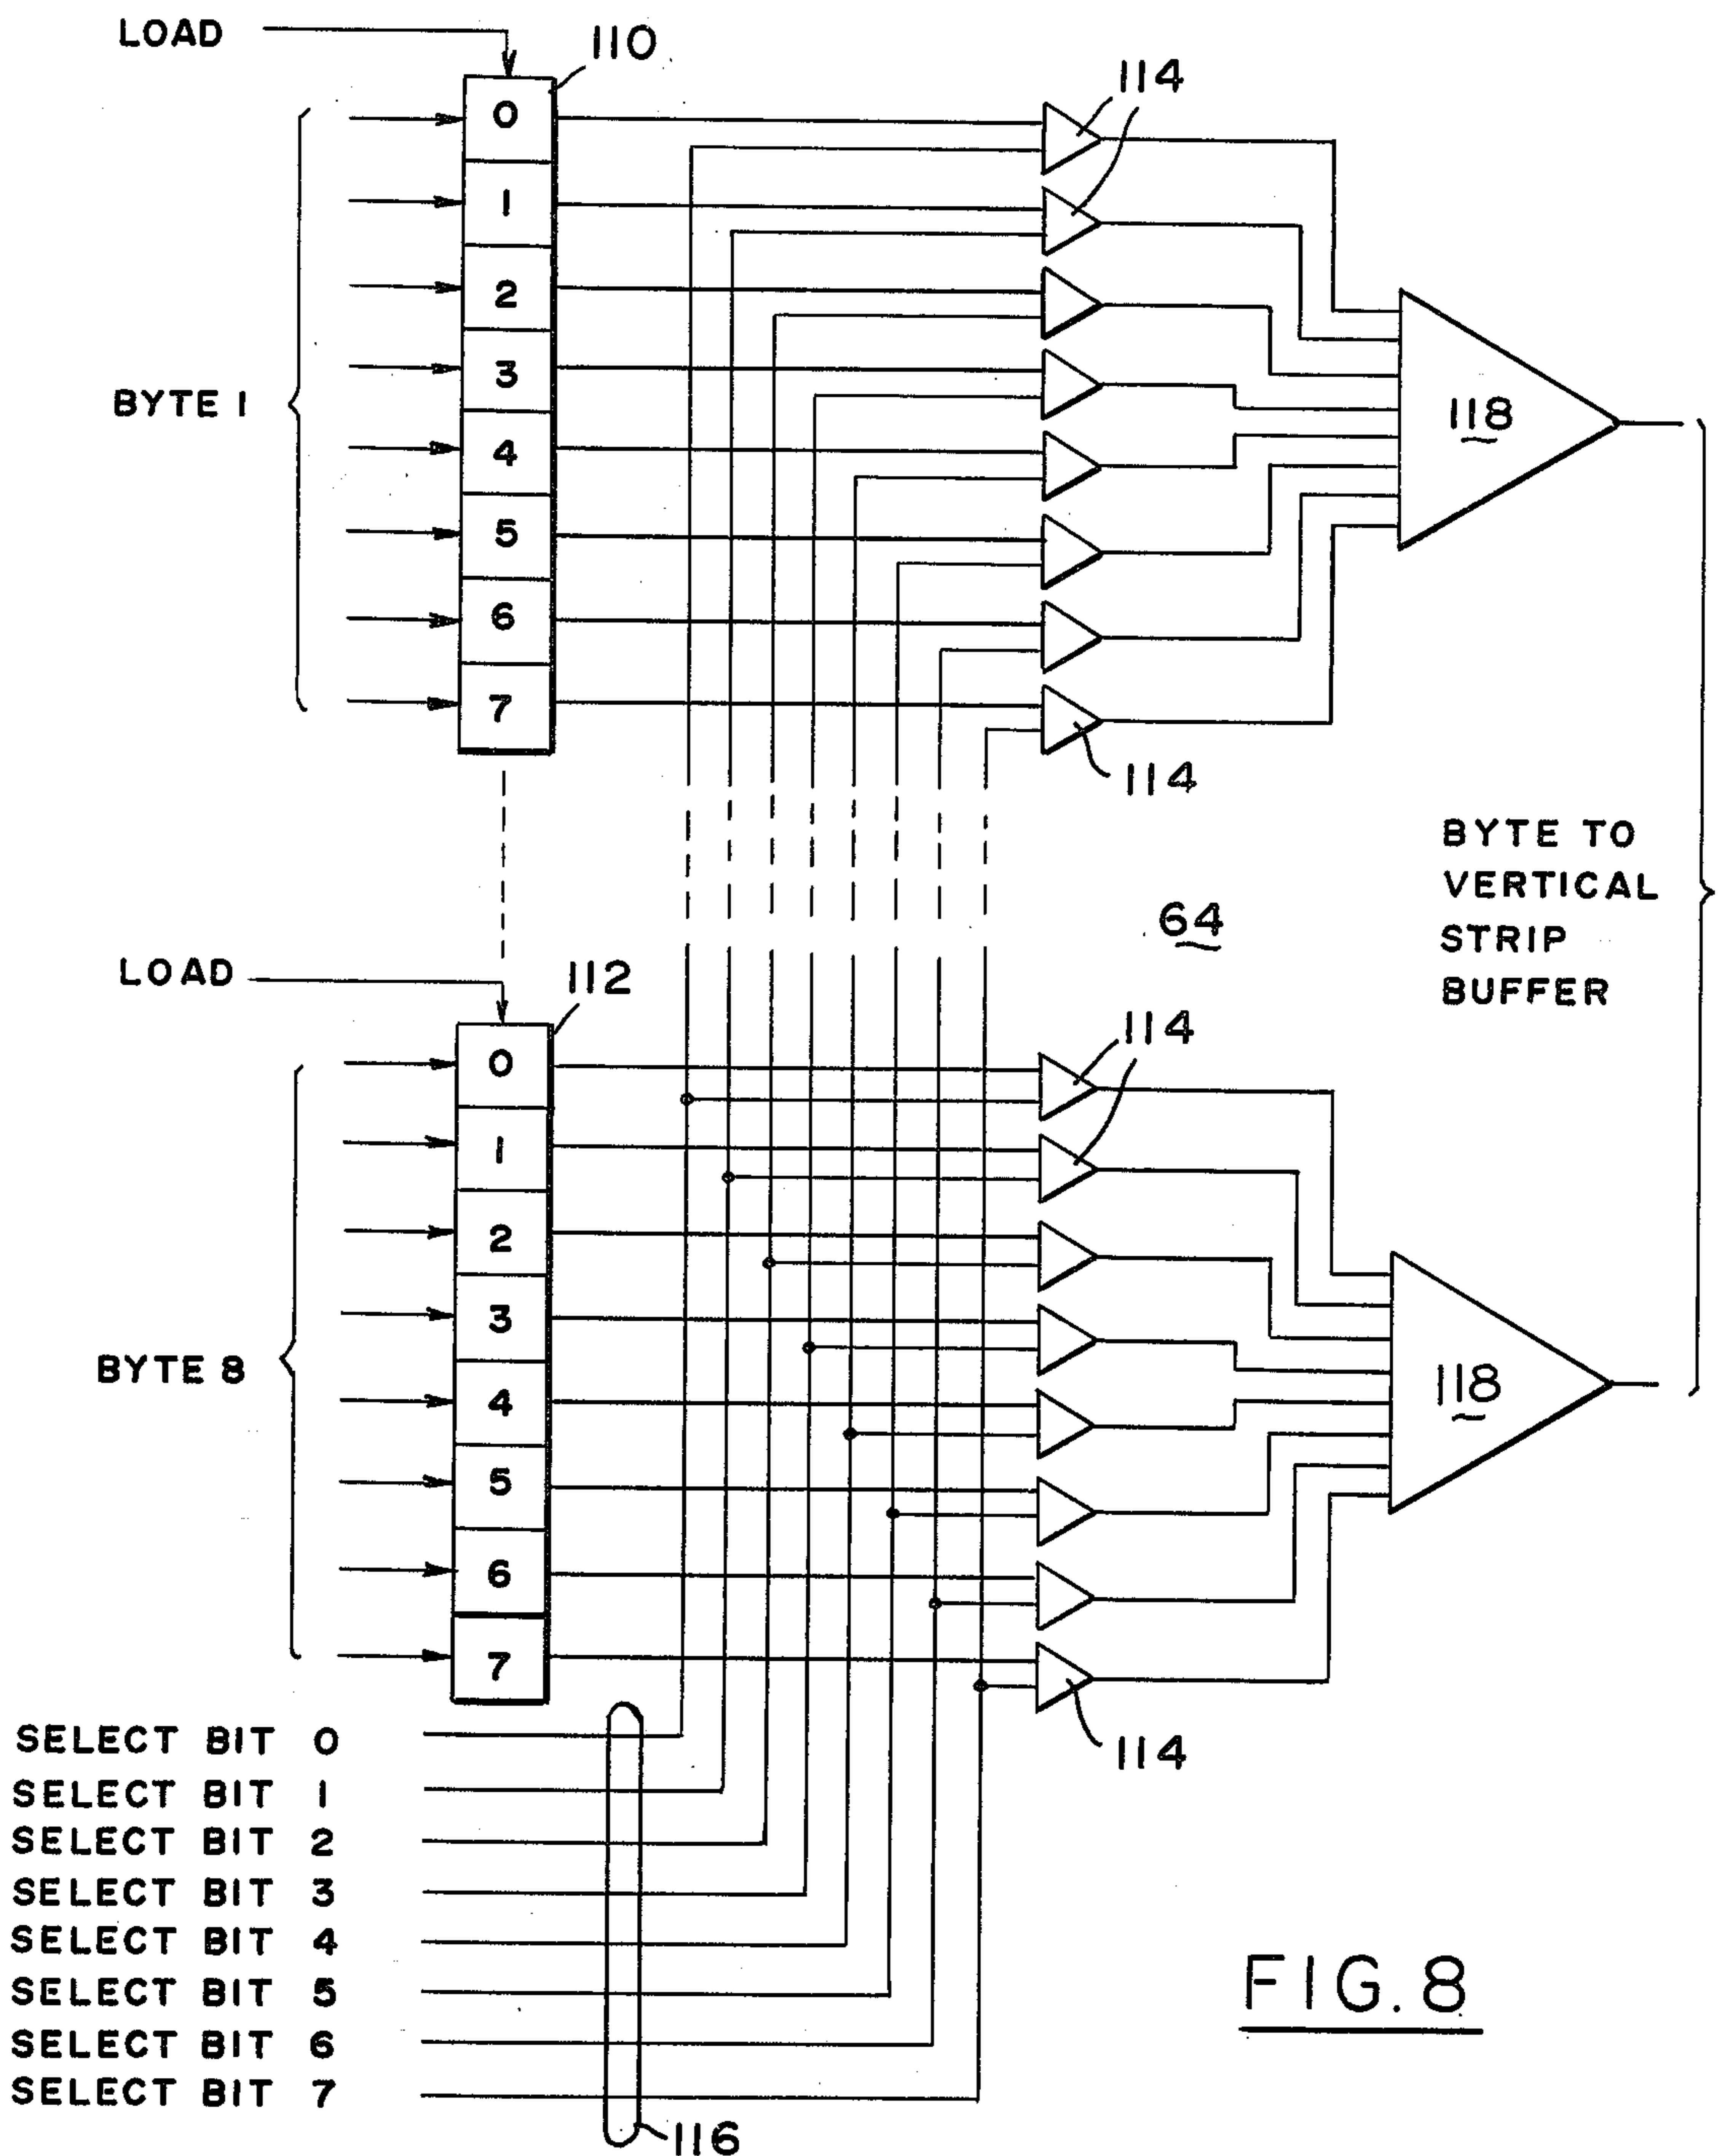 LOAD
110
0
1
2
3
4
5
6
7
BYTE 1
114
114
118
BYTE TO
VERTICAL
STRIP
BUFFER
64
LOAD
112
0
1
2
3
4
5
6
7
BYTE 8
114
114
118
SELECT BIT 0
SELECT BIT 1
SELECT BIT 2
SELECT BIT 3
SELECT BIT 4
SELECT BIT 5
SELECT BIT 6
SELECT BIT 7
116
FIG. 8